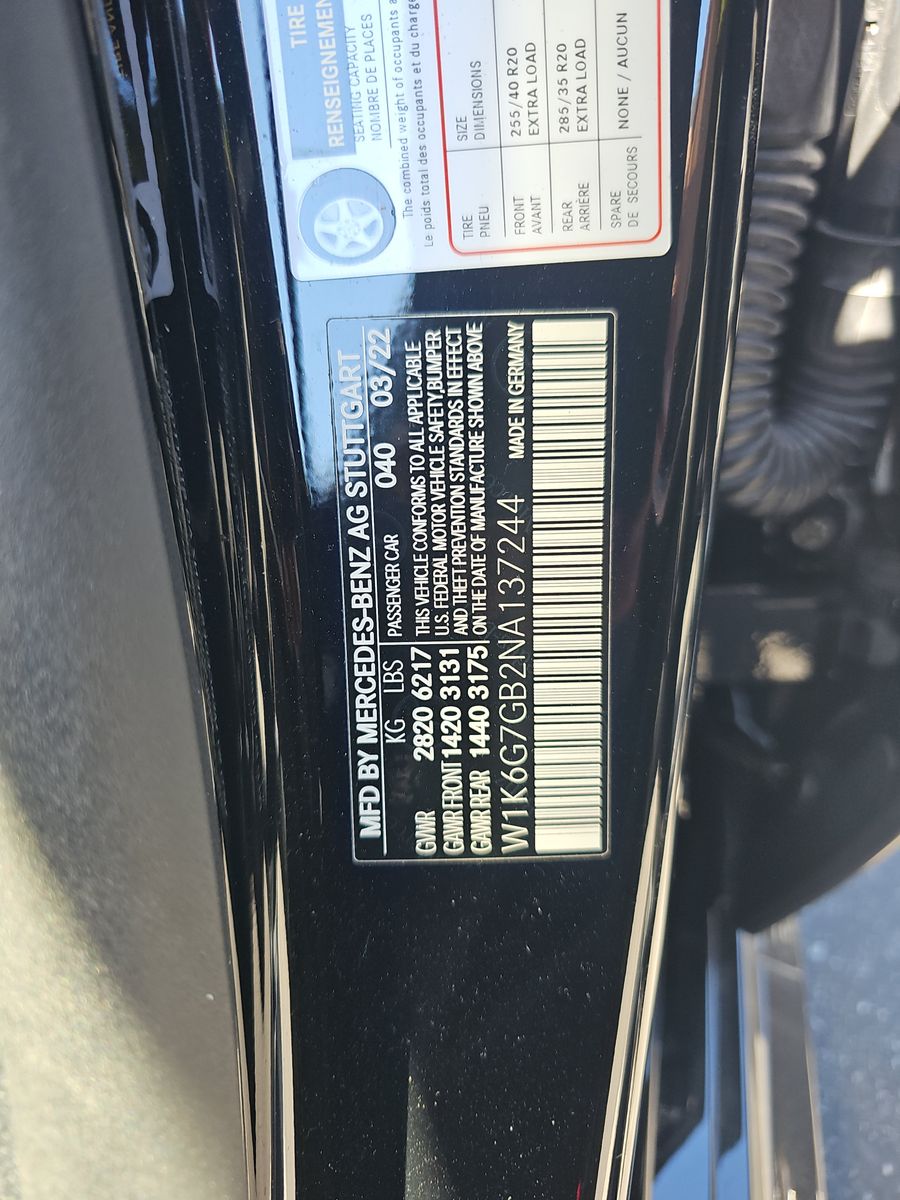 MFD BY MERCEDES-BENZ AG STUTTGART
KG LBS PASSENGER CAR 040 03/22
GVWR 2820 6217 THIS VEHICLE CONFORMS TO ALL APPLICABLE
GAWR FRONT 1420 3131 U.S. FEDERAL MOTOR VEHICLE SAFETY, BUMPER
GAWR REAR 1440 3175 AND THEFT PREVENTION STANDARDS IN EFFECT
ON THE DATE OF MANUFACTURE SHOWN ABOVE
W1K6G7GB2NA137244 MADE IN GERMANY
TIRE
RENSEIGNEMEN
SEATING CAPACITY
NOMBRE DE PLACES
The combined weight of occupants a
Le poids total des occupants et du charge
TIRE SIZE
PNEU DIMENSIONS
FRONT 255/40 R20
AVANT EXTRA LOAD
REAR 285/35 R20
ARRIÈRE EXTRA LOAD
SPARE NONE / AUCUN
DE SECOURS